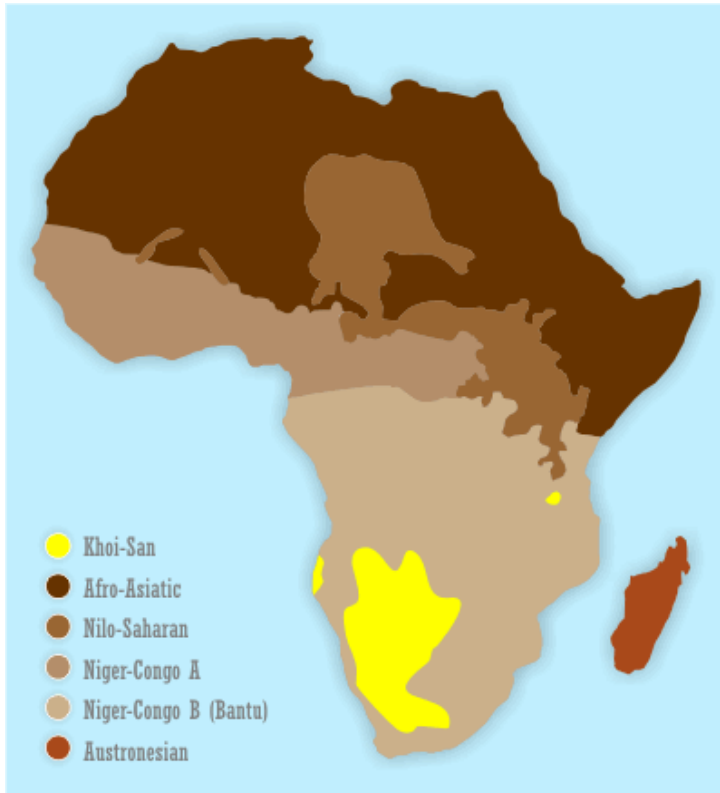 Khoi-San
Afro-Asiatic
Nilo-Saharan
Niger-Congo A
Niger-Congo B (Bantu)
Austronesian